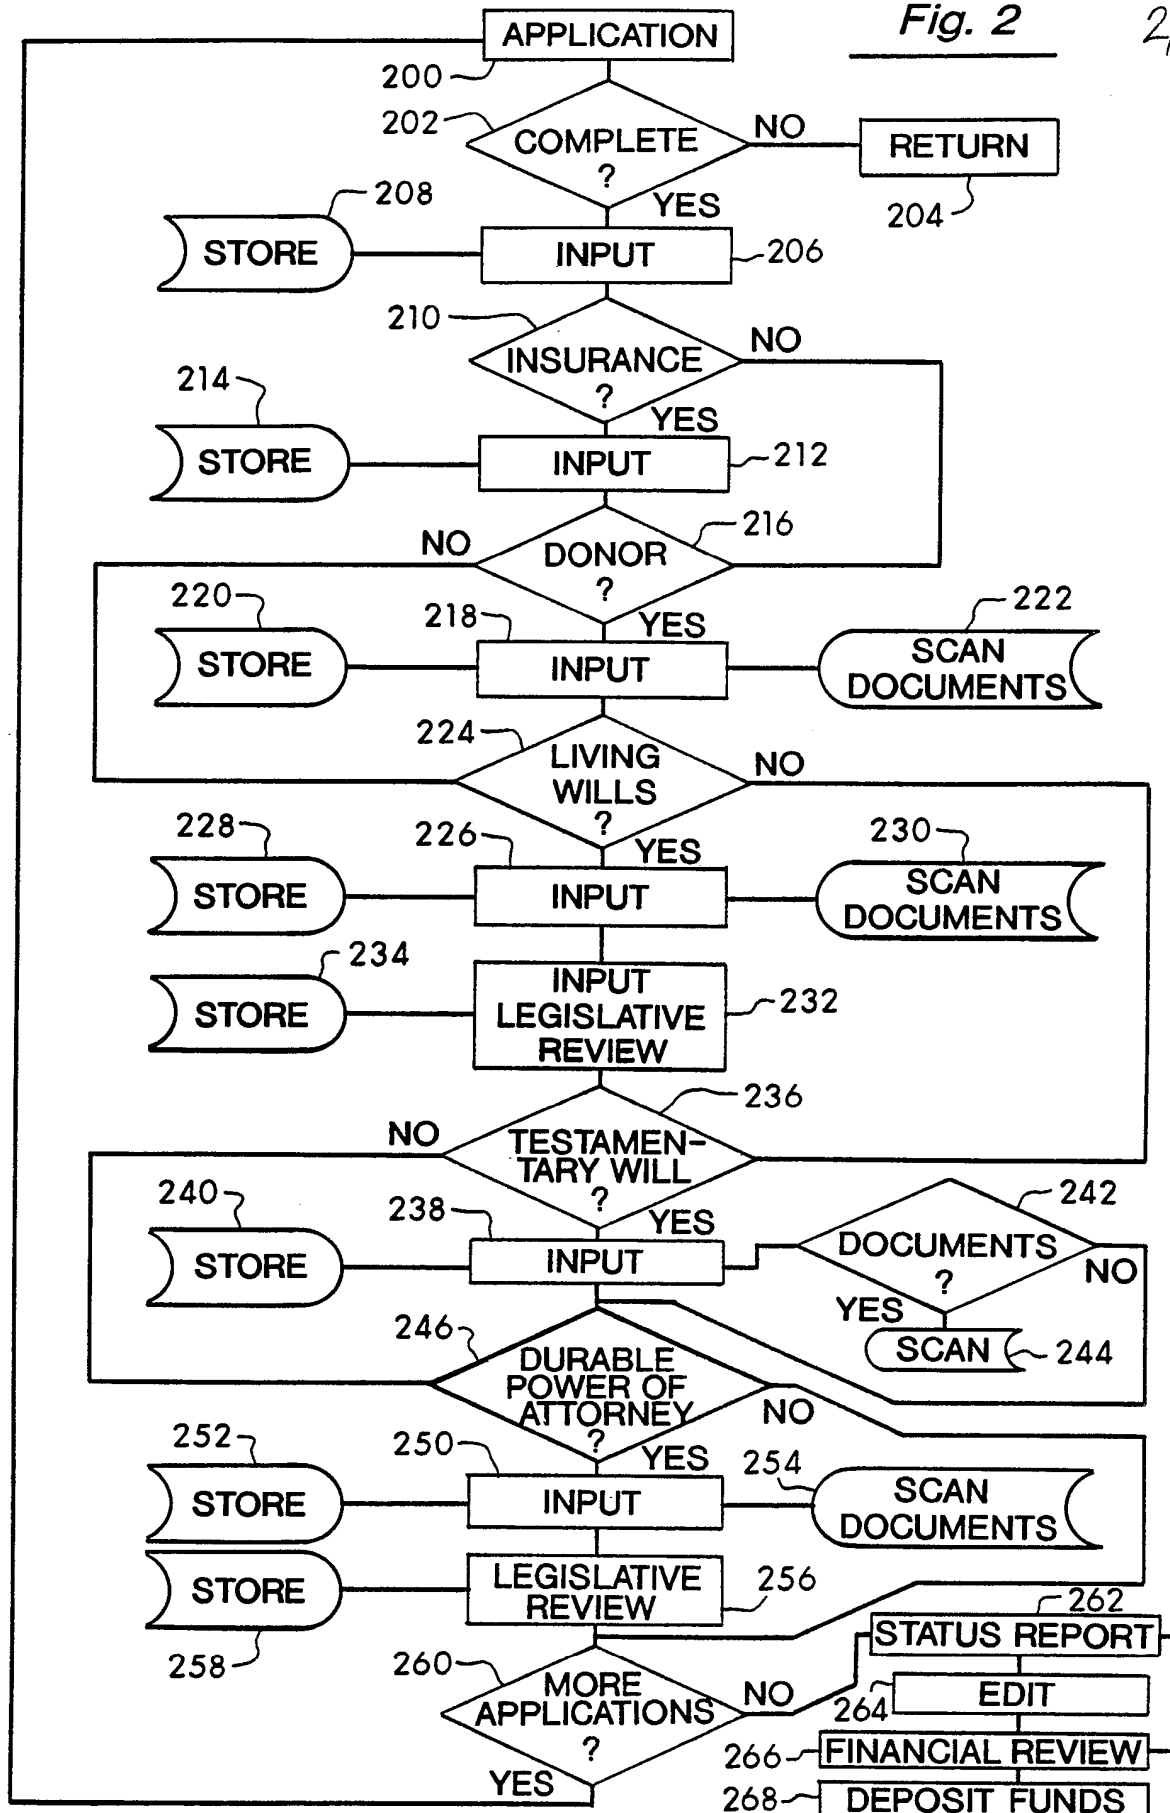 Fig. 2
APPLICATION
200
202
COMPLETE
?
NO
RETURN
204
YES
208
STORE
INPUT
206
210
INSURANCE
?
NO
YES
214
STORE
INPUT
212
216
NO
DONOR
?
YES
220
STORE
218
INPUT
222
SCAN
DOCUMENTS
224
LIVING
WILLS
?
NO
YES
228
STORE
226
INPUT
230
SCAN
DOCUMENTS
234
STORE
INPUT
LEGISLATIVE
REVIEW
232
236
NO
TESTAMEN-
TARY WILL
?
YES
240
STORE
238
INPUT
242
DOCUMENTS
?
NO
YES
SCAN
244
246
DURABLE
POWER OF
ATTORNEY
?
NO
YES
252
STORE
250
INPUT
254
SCAN
DOCUMENTS
STORE
258
LEGISLATIVE
REVIEW
256
260
MORE
APPLICATIONS
?
NO
YES
262
STATUS REPORT
264
EDIT
266
FINANCIAL REVIEW
268
DEPOSIT FUNDS